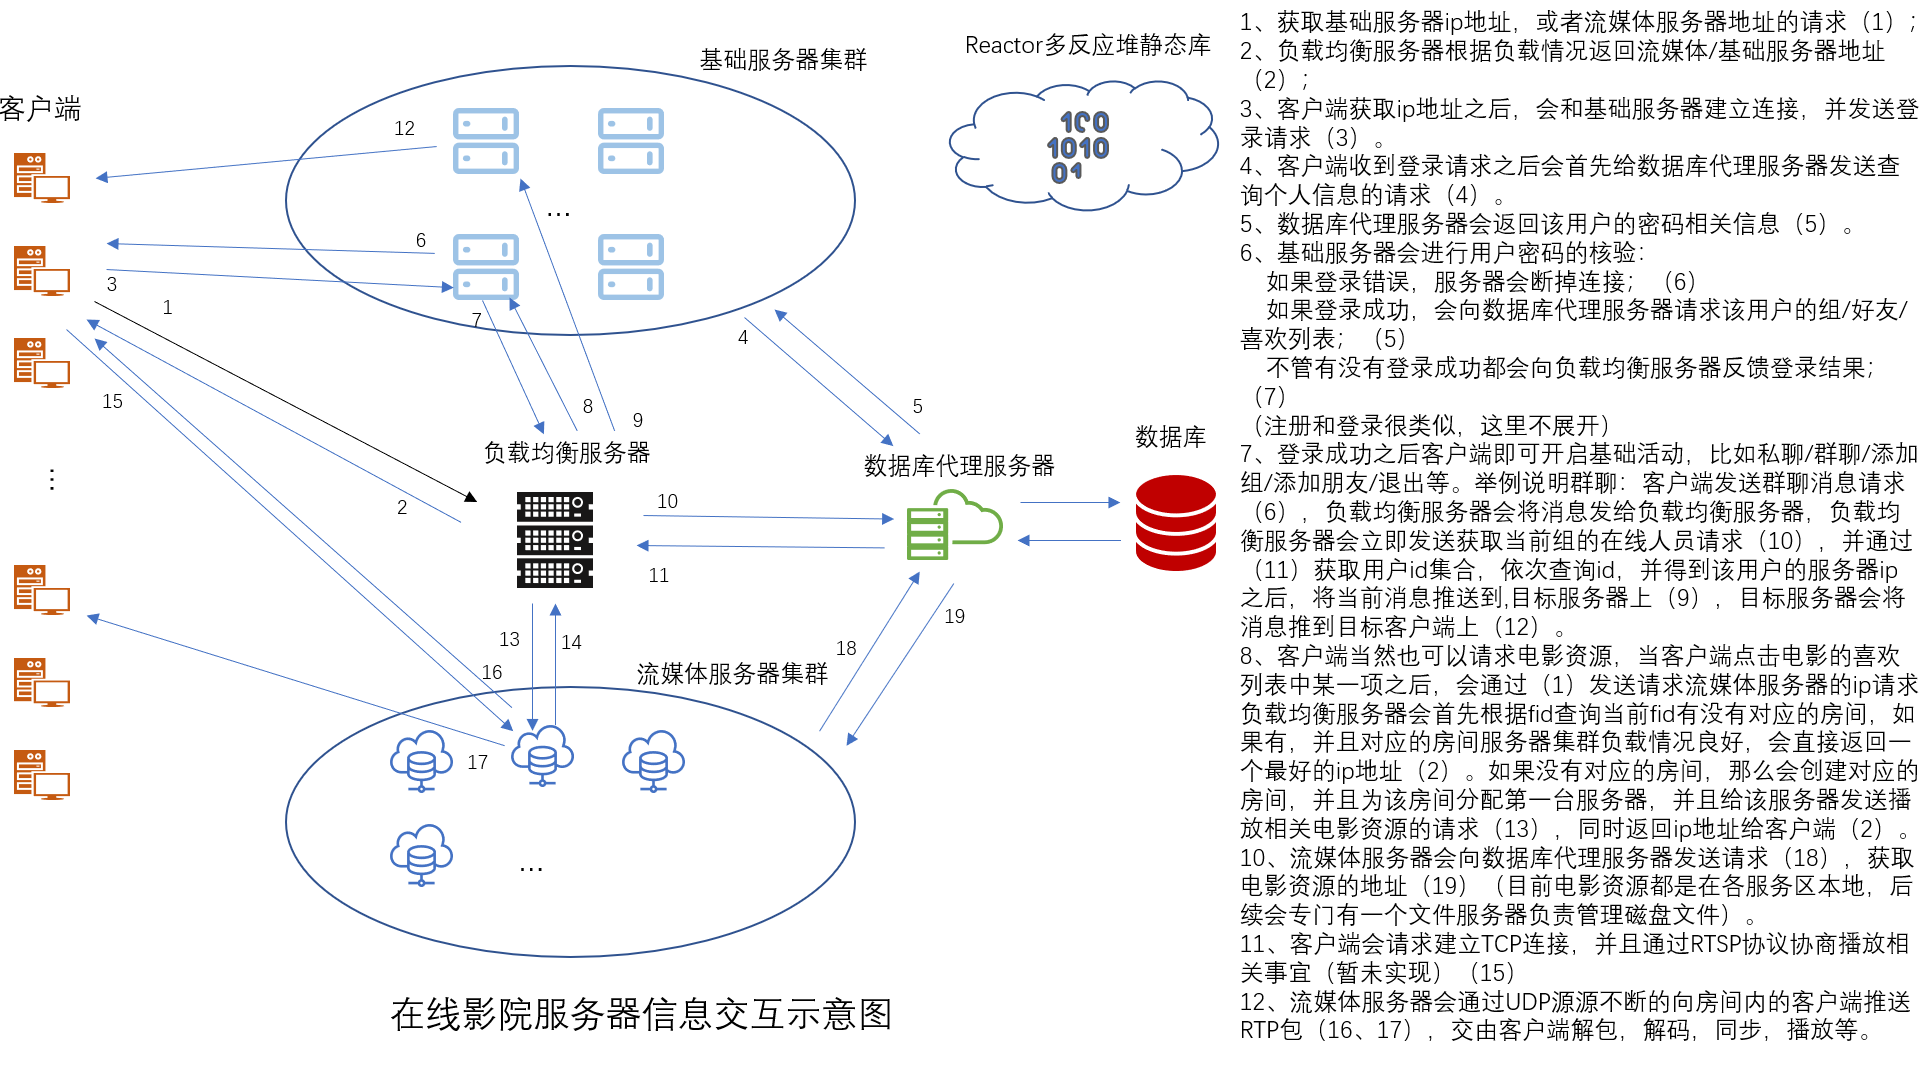 基础服务器集群
Reactor多反应堆静态库
客户端
12
6
3
1
7
4
15
8
9
5
负载均衡服务器
数据库代理服务器
数据库
2
10
11
13
14
16
18
19
流媒体服务器集群
17
...
...
...
在线影院服务器信息交互示意图
100
1010
01
1、获取基础服务器ip地址，或者流媒体服务器地址的请求（1）；
2、负载均衡服务器根据负载情况返回流媒体/基础服务器地址
（2）；
3、客户端获取ip地址之后，会和基础服务器建立连接，并发送登
录请求（3）。
4、客户端收到登录请求之后会首先给数据库代理服务器发送查
询个人信息的请求（4）。
5、数据库代理服务器会返回该用户的密码相关信息（5）。
6、基础服务器会进行用户密码的核验：
如果登录错误，服务器会断掉连接；（6）
如果登录成功，会向数据库代理服务器请求该用户的组/好友/
喜欢列表；（5）
不管有没有登录成功都会向负载均衡服务器反馈登录结果；
（7）
（注册和登录很类似，这里不展开）
7、登录成功之后客户端即可开启基础活动，比如私聊/群聊/添加
组/添加朋友/退出等。举例说明群聊：客户端发送群聊消息请求
（6），负载均衡服务器会将消息发给负载均衡服务器，负载均
衡服务器会立即发送获取当前组的在线人员请求（10），并通过
（11）获取用户id集合，依次查询id，并得到该用户的服务器ip
之后，将当前消息推送到,目标服务器上（9），目标服务器会将
消息推到目标客户端上（12）。
8、客户端当然也可以请求电影资源，当客户端点击电影的喜欢
列表中某一项之后，会通过（1）发送请求流媒体服务器的ip请求
负载均衡服务器会首先根据fid查询当前fid有没有对应的房间，如
果有，并且对应的房间服务器集群负载情况良好，会直接返回一
个最好的ip地址（2）。如果没有对应的房间，那么会创建对应的
房间，并且为该房间分配第一台服务器，并且给该服务器发送播
放相关电影资源的请求（13），同时返回ip地址给客户端（2）。
10、流媒体服务器会向数据库代理服务器发送请求（18），获取
电影资源的地址（19）（目前电影资源都是在各服务区本地，后
续会专门有一个文件服务器负责管理磁盘文件）。
11、客户端会请求建立TCP连接，并且通过RTSP协议协商播放相
关事宜（暂未实现）（15）
12、流媒体服务器会通过UDP源源不断的向房间内的客户端推送
RTP包（16、17），交由客户端解包，解码，同步，播放等。